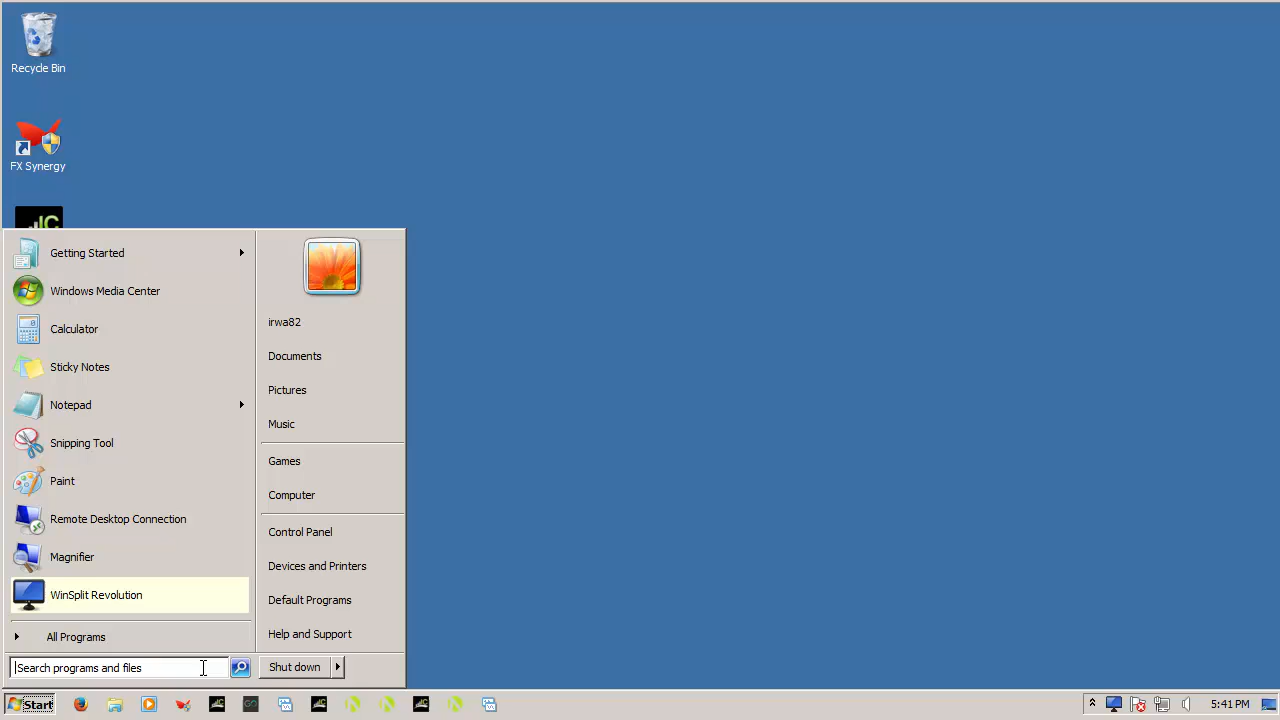 Recycle Bin
FX Synergy
IC
Getting Started
Windows Media Center
Calculator
Sticky Notes
Notepad
Snipping Tool
Paint
Remote Desktop Connection
Magnifier
WinSplit Revolution
All Programs
Search programs and files
irwa82
Documents
Pictures
Music
Games
Computer
Control Panel
Devices and Printers
Default Programs
Help and Support
Shut down
Start
5:41 PM